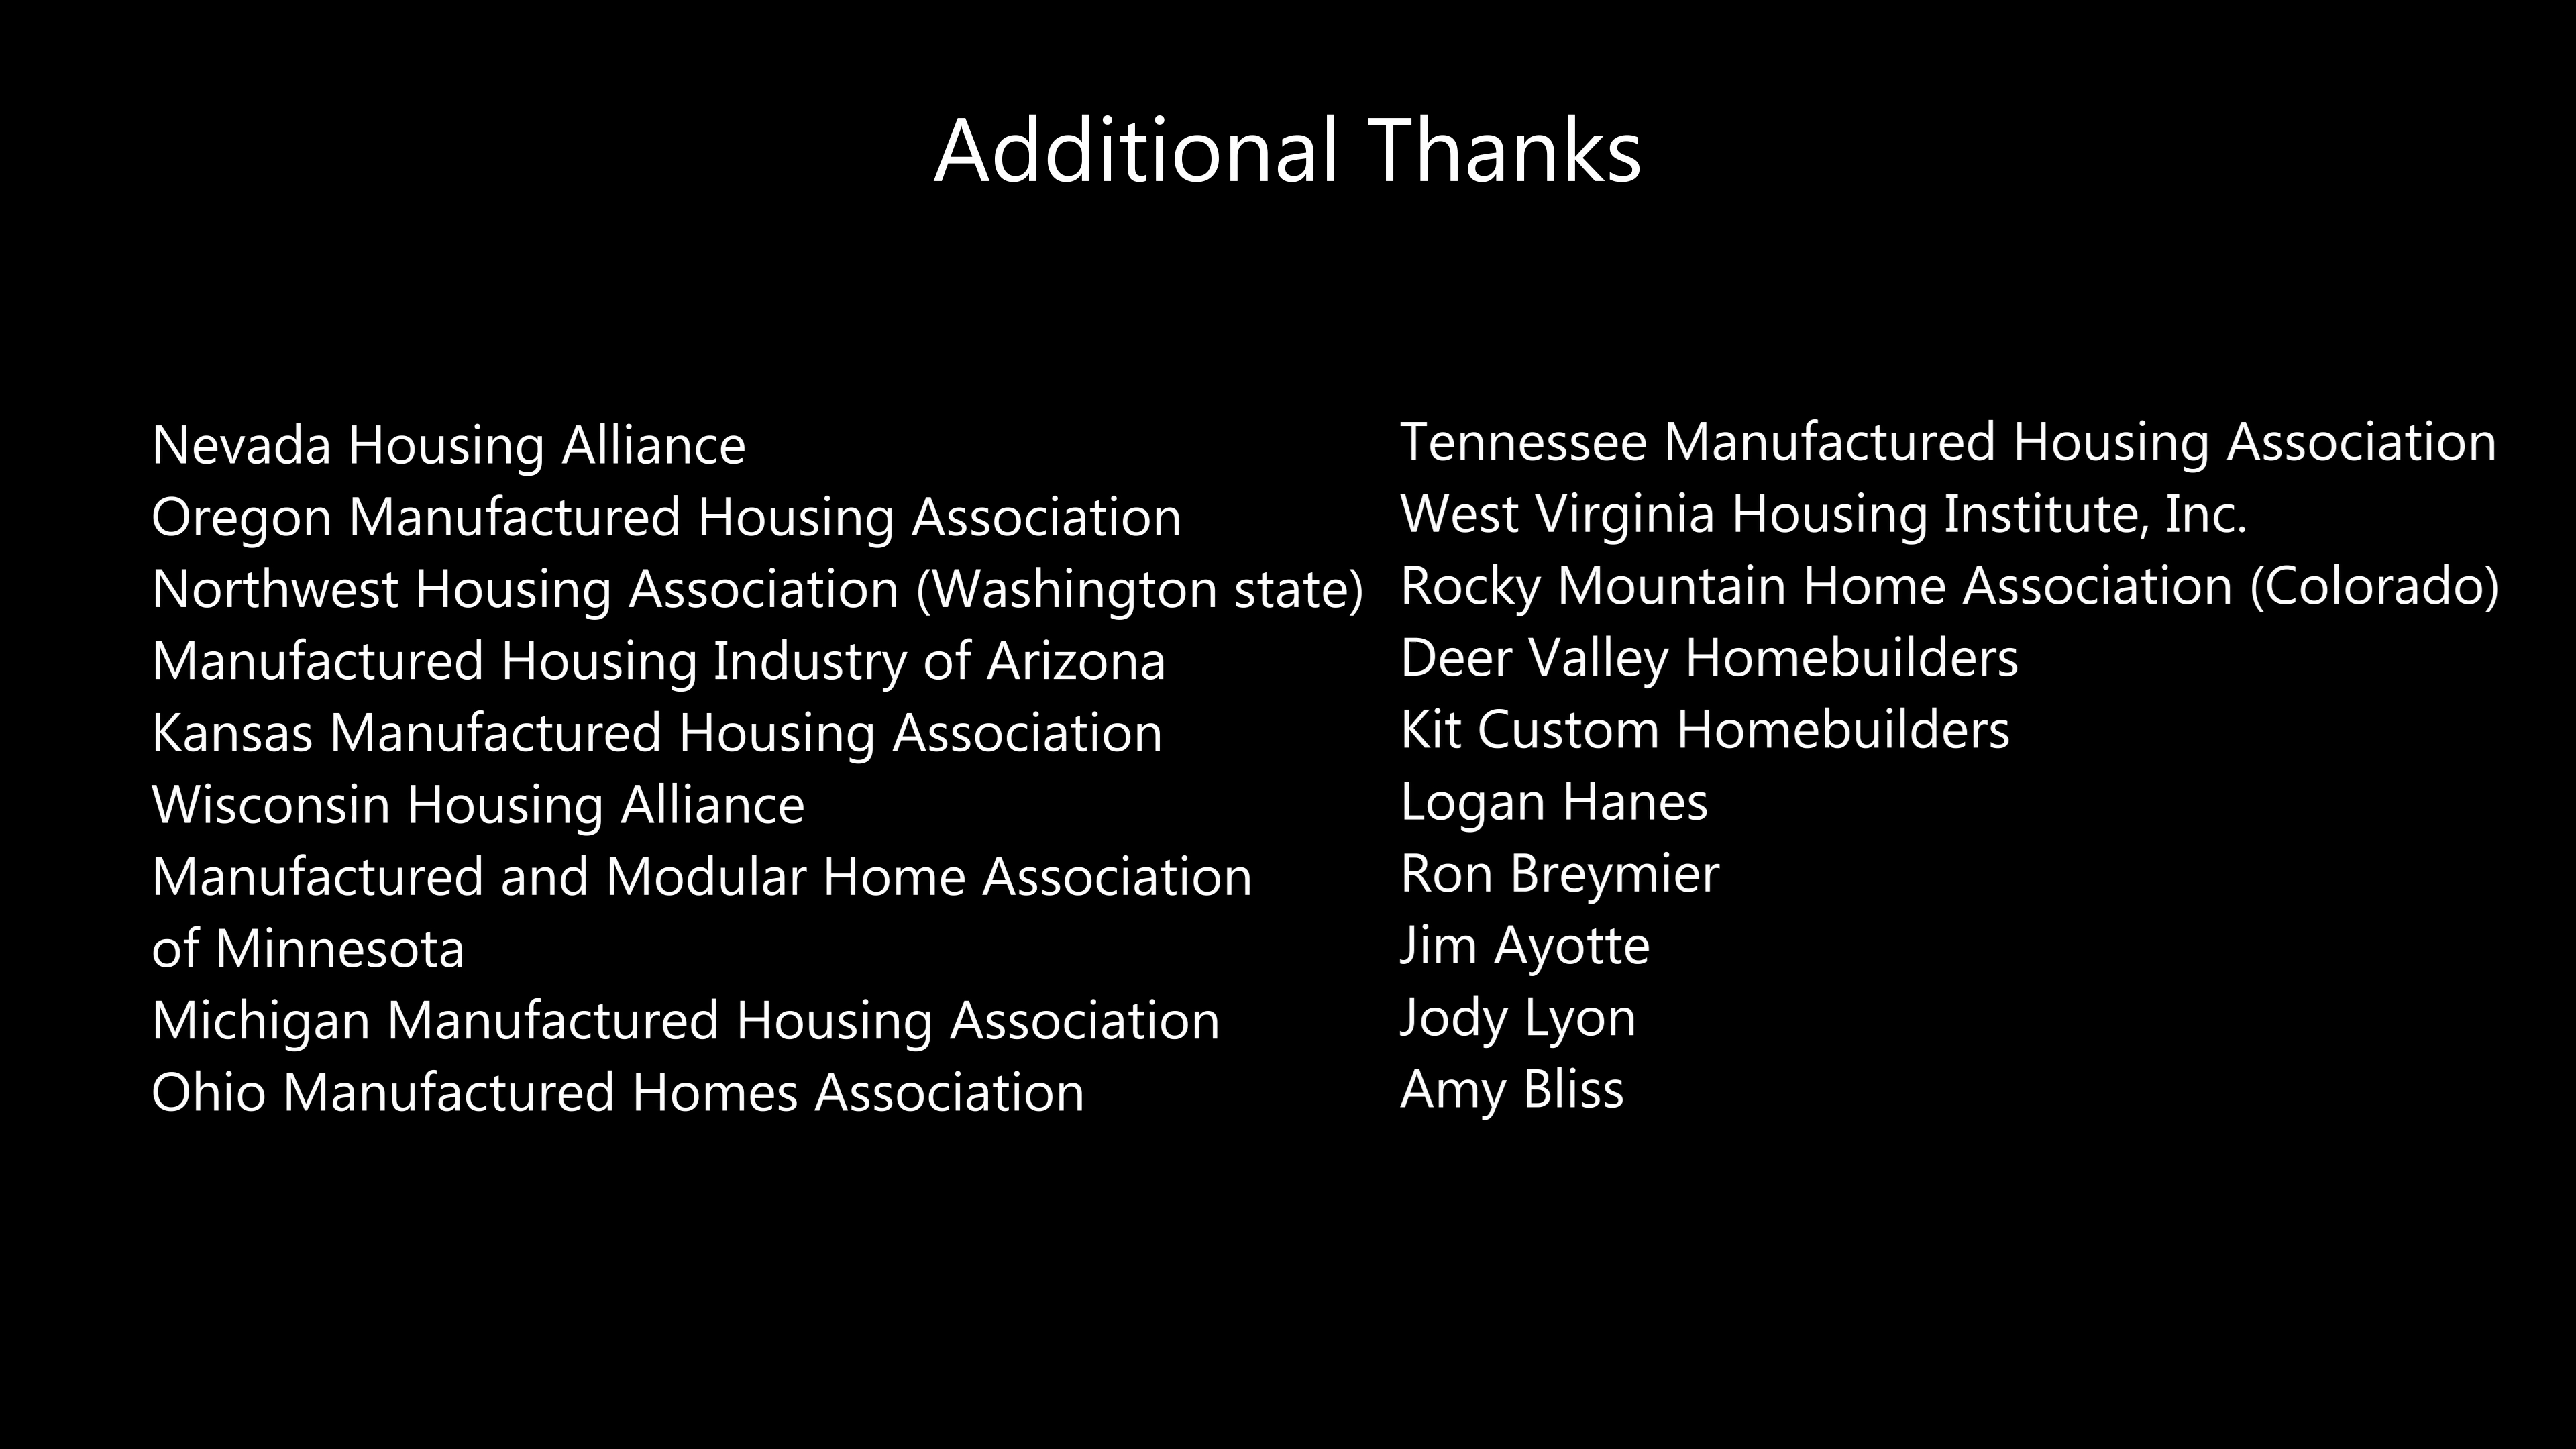 Additional Thanks
Nevada Housing Alliance
Oregon Manufactured Housing Association
Northwest Housing Association (Washington state)
Manufactured Housing Industry of Arizona
Kansas Manufactured Housing Association
Wisconsin Housing Alliance
Manufactured and Modular Home Association
of Minnesota
Michigan Manufactured Housing Association
Ohio Manufactured Homes Association
Tennessee Manufactured Housing Association
West Virginia Housing Institute, Inc.
Rocky Mountain Home Association (Colorado)
Deer Valley Homebuilders
Kit Custom Homebuilders
Logan Hanes
Ron Breymier
Jim Ayotte
Jody Lyon
Amy Bliss